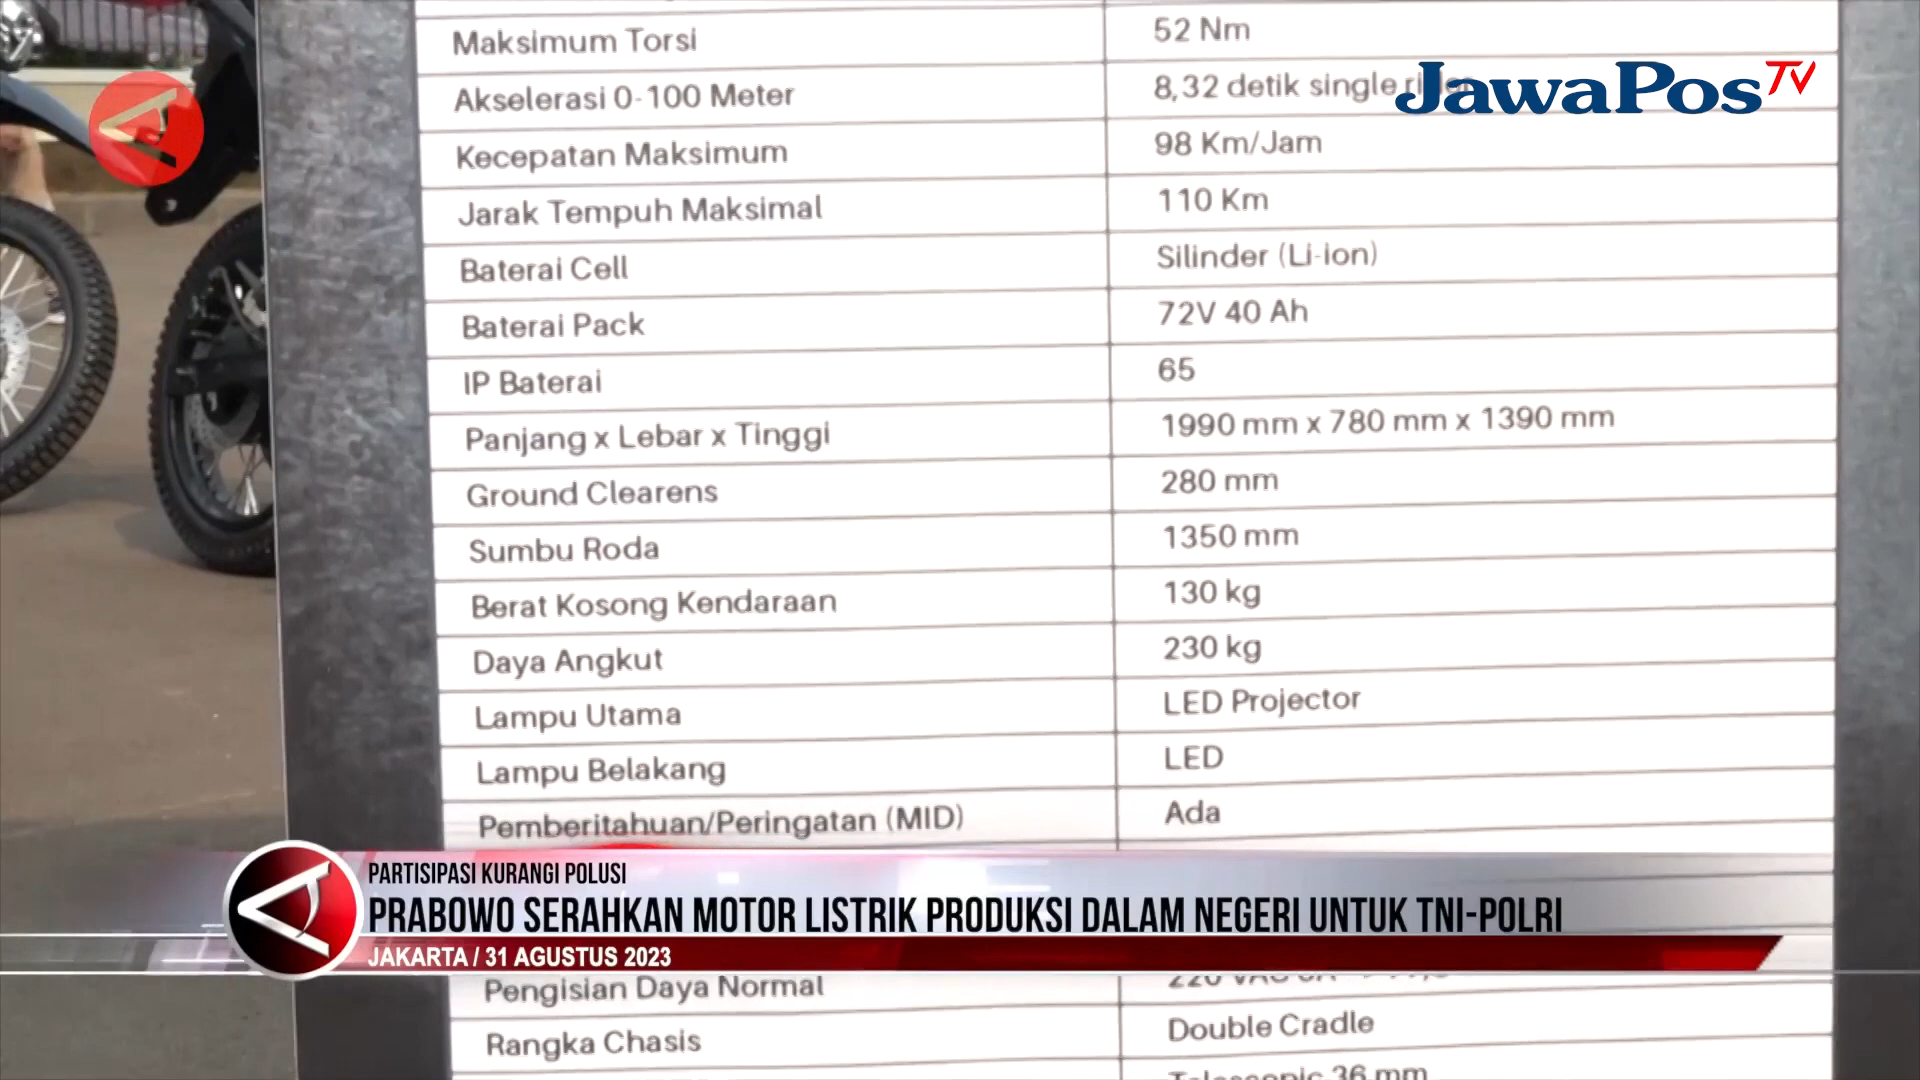 Maksimum Torsi 52 Nm
Akselerasi 0-100 Meter 8,32 detik single
JawaPos TV
Kecepatan Maksimum 98 Km/Jam
Jarak Tempuh Maksimal 110 Km
Baterai Cell Silinder (Li-ion)
Baterai Pack 72V 40 Ah
IP Baterai 65
Panjang x Lebar x Tinggi 1990 mm x 780 mm x 1390 mm
Ground Clearens 280 mm
Sumbu Roda 1350 mm
Berat Kosong Kendaraan 130 kg
Daya Angkut 230 kg
Lampu Utama LED Projector
Lampu Belakang LED
Pemberitahuan/Peringatan (MID) Ada
PARTISIPASI KURANGI POLUSI
PRABOWO SERAHKAN MOTOR LISTRIK PRODUKSI DALAM NEGERI UNTUK TNI-POLRI
JAKARTA / 31 AGUSTUS 2023
Pengisian Daya Normal 220 VAC
Rangka Chasis Double Cradle
Telescopic 36 mm